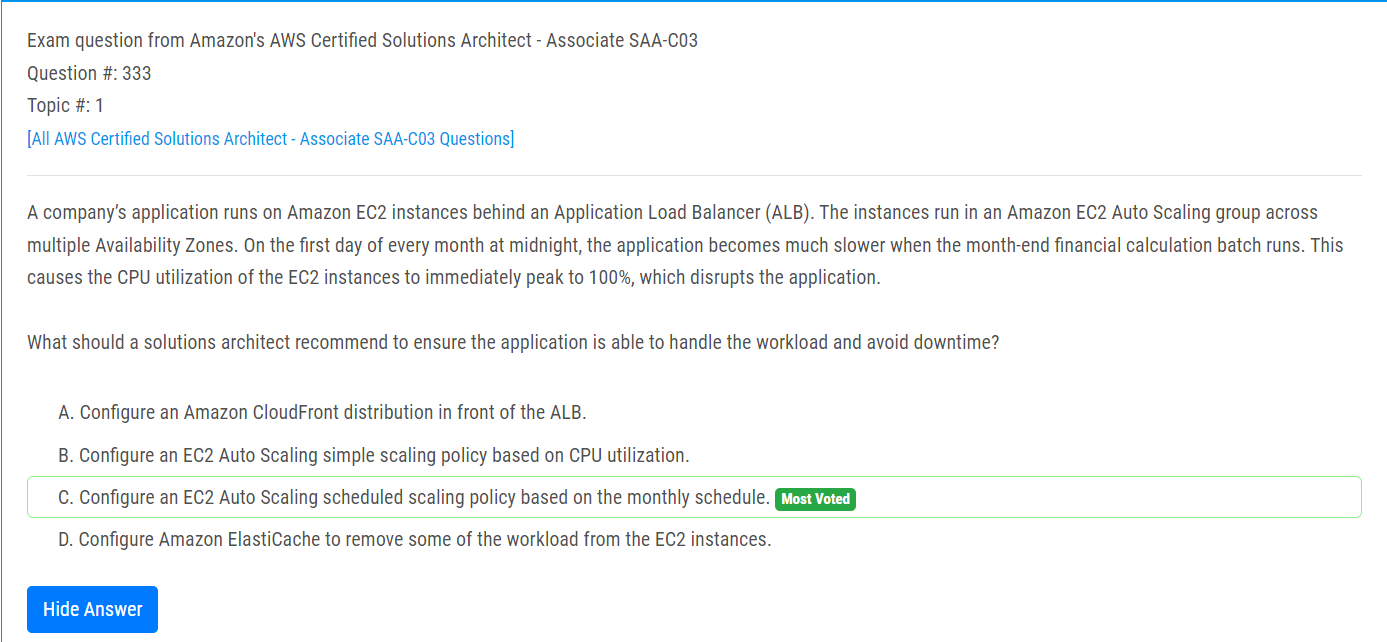 Exam question from Amazon's AWS Certified Solutions Architect - Associate SAA-C03
Question #: 333
Topic #: 1
[All AWS Certified Solutions Architect - Associate SAA-C03 Questions]
A company’s application runs on Amazon EC2 instances behind an Application Load Balancer (ALB). The instances run in an Amazon EC2 Auto Scaling group across
multiple Availability Zones. On the first day of every month at midnight, the application becomes much slower when the month-end financial calculation batch runs. This
causes the CPU utilization of the EC2 instances to immediately peak to 100%, which disrupts the application.
What should a solutions architect recommend to ensure the application is able to handle the workload and avoid downtime?
A. Configure an Amazon CloudFront distribution in front of the ALB.
B. Configure an EC2 Auto Scaling simple scaling policy based on CPU utilization.
C. Configure an EC2 Auto Scaling scheduled scaling policy based on the monthly schedule. Most Voted
D. Configure Amazon ElastiCache to remove some of the workload from the EC2 instances.
Hide Answer